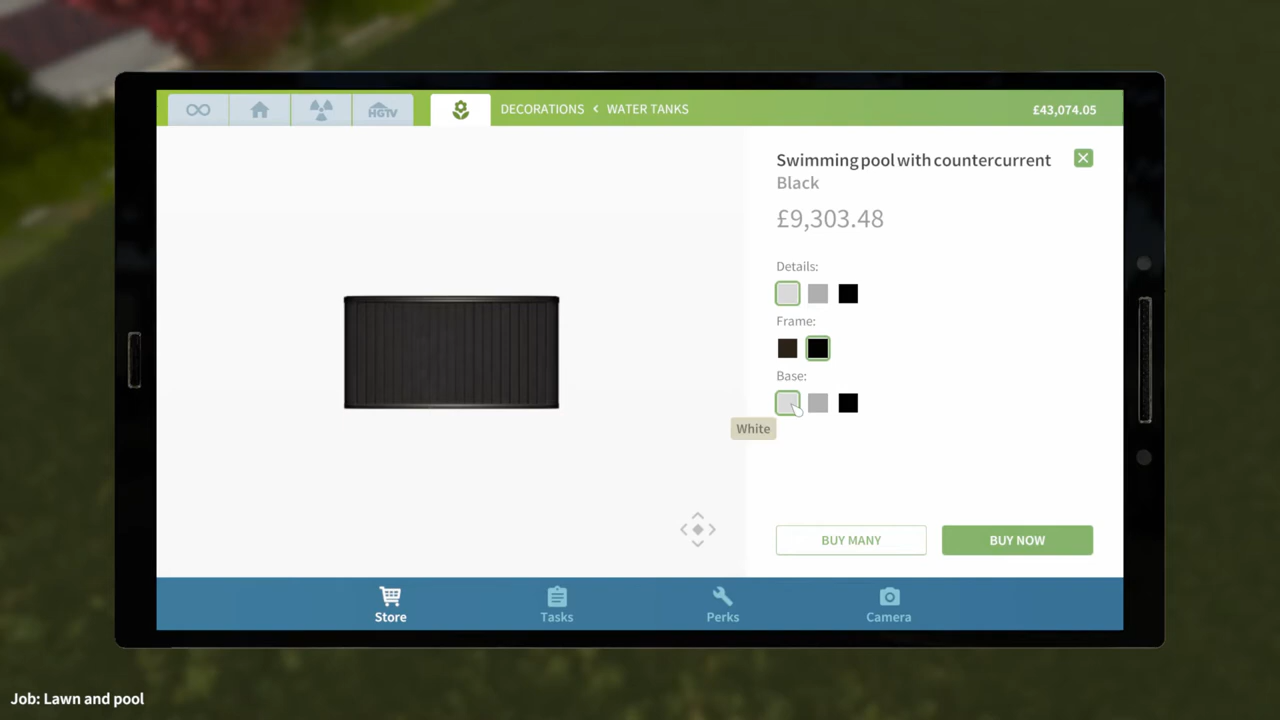 HGTV
DECORATIONS < WATER TANKS
£43,074.05
Swimming pool with countercurrent
Black
£9,303.48
Details:
Frame:
Base:
White
BUY MANY
BUY NOW
Store
Tasks
Perks
Camera
Job: Lawn and pool